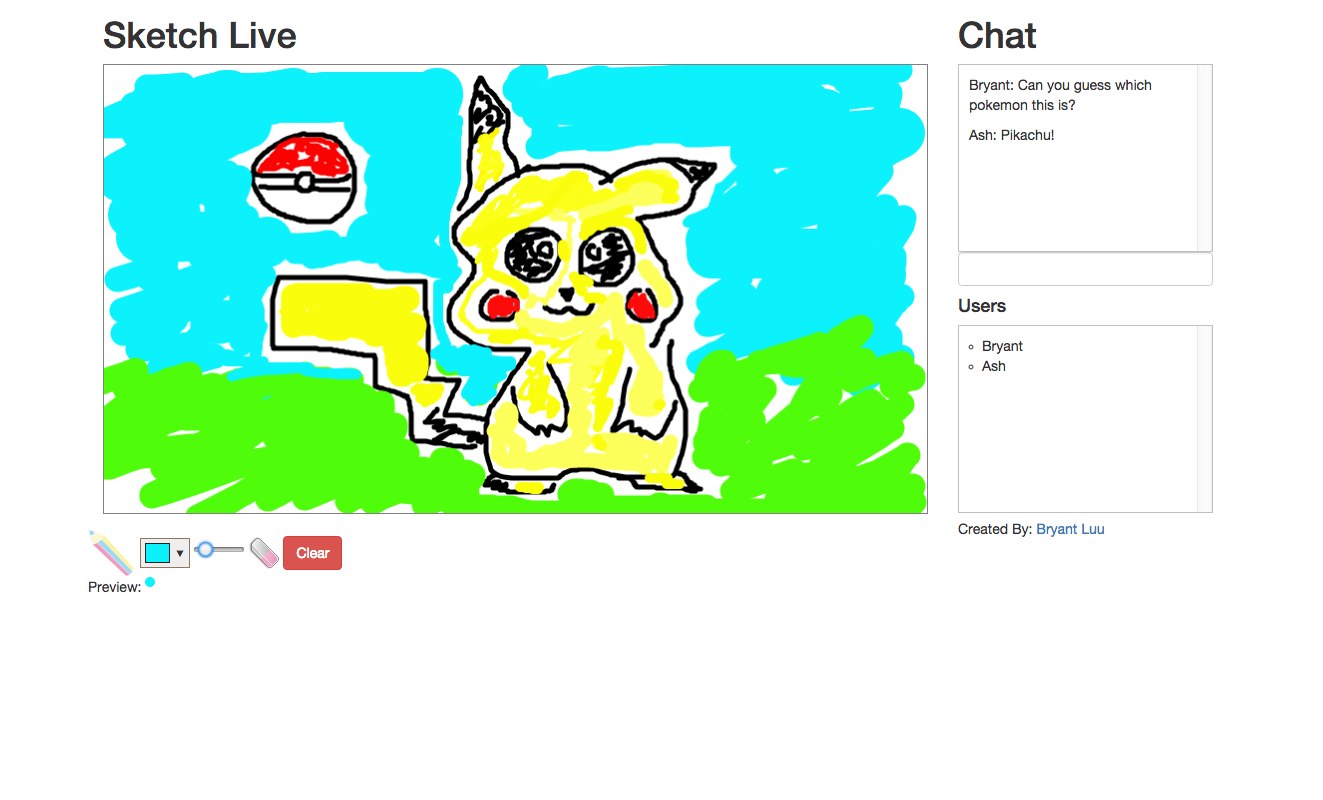 Sketch Live
Chat
Bryant: Can you guess which
pokemon this is?
Ash: Pikachu!
Users
Bryant
Ash
Created By: Bryant Luu
Clear
Preview: